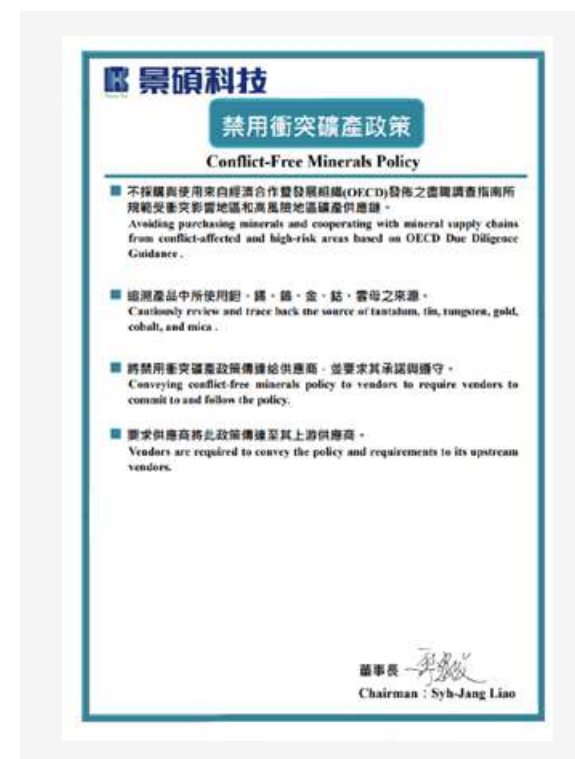 景碩科技
禁用衝突礦產政策
Conflict-Free Minerals Policy
不採購與使用來自經濟合作暨發展組織(OECD)發佈之盡職調查指南所
規範受衝突影響地區和高風險地區礦產供應鏈。
Avoiding purchasing minerals and cooperating with mineral supply chains
from conflict-affected and high-risk areas based on OECD Due Diligence
Guidance .
追溯產品中所使用鉭、錫、鎢、金、鈷、雲母之來源。
Cautiously review and trace back the source of tantalum, tin, tungsten, gold,
cobalt, and mica .
將禁用衝突礦產政策傳達給供應商,並要求其承諾與遵守。
Conveying conflict-free minerals policy to vendors to require vendors to
commit to and follow the policy.
要求供應商將此政策傳達至其上游供應商。
Vendors are required to convey the policy and requirements to its upstream
vendors.
董事長
Chairman：Syh-Jang Liao